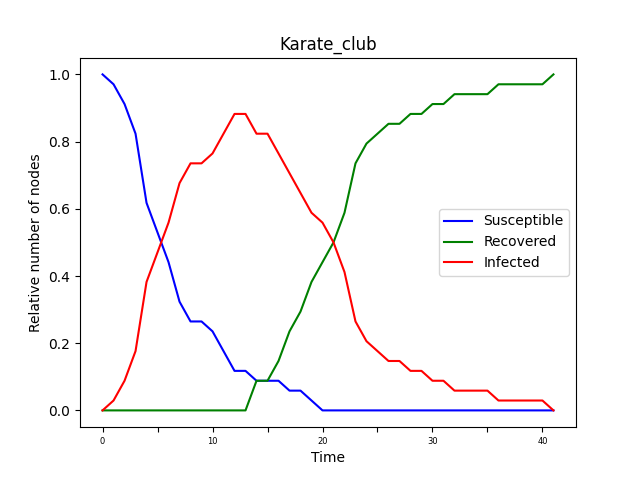 Karate_club
Relative number of nodes
1.0
0.8
0.6
0.4
0.2
0.0
Susceptible
Recovered
Infected
0 10 20 30 40
Time